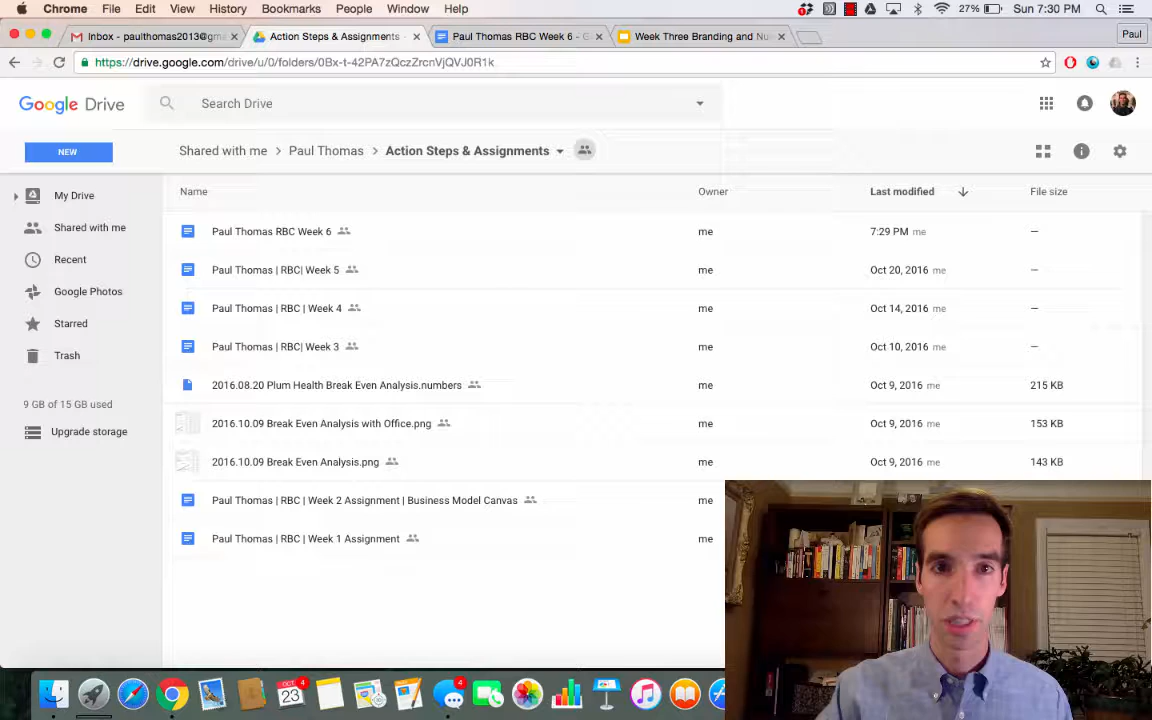 Chrome File Edit View History Bookmarks People Window Help 27% Sun 7:30 PM
Inbox - paulthomas2013@gma Action Steps & Assignments - Paul Thomas RBC Week 6 - G Week Three Branding and Nu Paul
https://drive.google.com/drive/u/0/folders/0Bx-t-42PA7zQczZrcnVjQVJ0R1k
Google Drive Search Drive
NEW Shared with me > Paul Thomas > Action Steps & Assignments
Name Owner Last modified File size
My Drive
Shared with me
Recent
Google Photos
Starred
Trash
9 GB of 15 GB used
Upgrade storage
Paul Thomas RBC Week 6 me 7:29 PM me —
Paul Thomas | RBC| Week 5 me Oct 20, 2016 me —
Paul Thomas | RBC | Week 4 me Oct 14, 2016 me —
Paul Thomas | RBC| Week 3 me Oct 10, 2016 me —
2016.08.20 Plum Health Break Even Analysis.numbers me Oct 9, 2016 me 215 KB
2016.10.09 Break Even Analysis with Office.png me Oct 9, 2016 me 153 KB
2016.10.09 Break Even Analysis.png me Oct 9, 2016 me 143 KB
Paul Thomas | RBC | Week 2 Assignment | Business Model Canvas me
Paul Thomas | RBC | Week 1 Assignment me
OCT 23 4 4